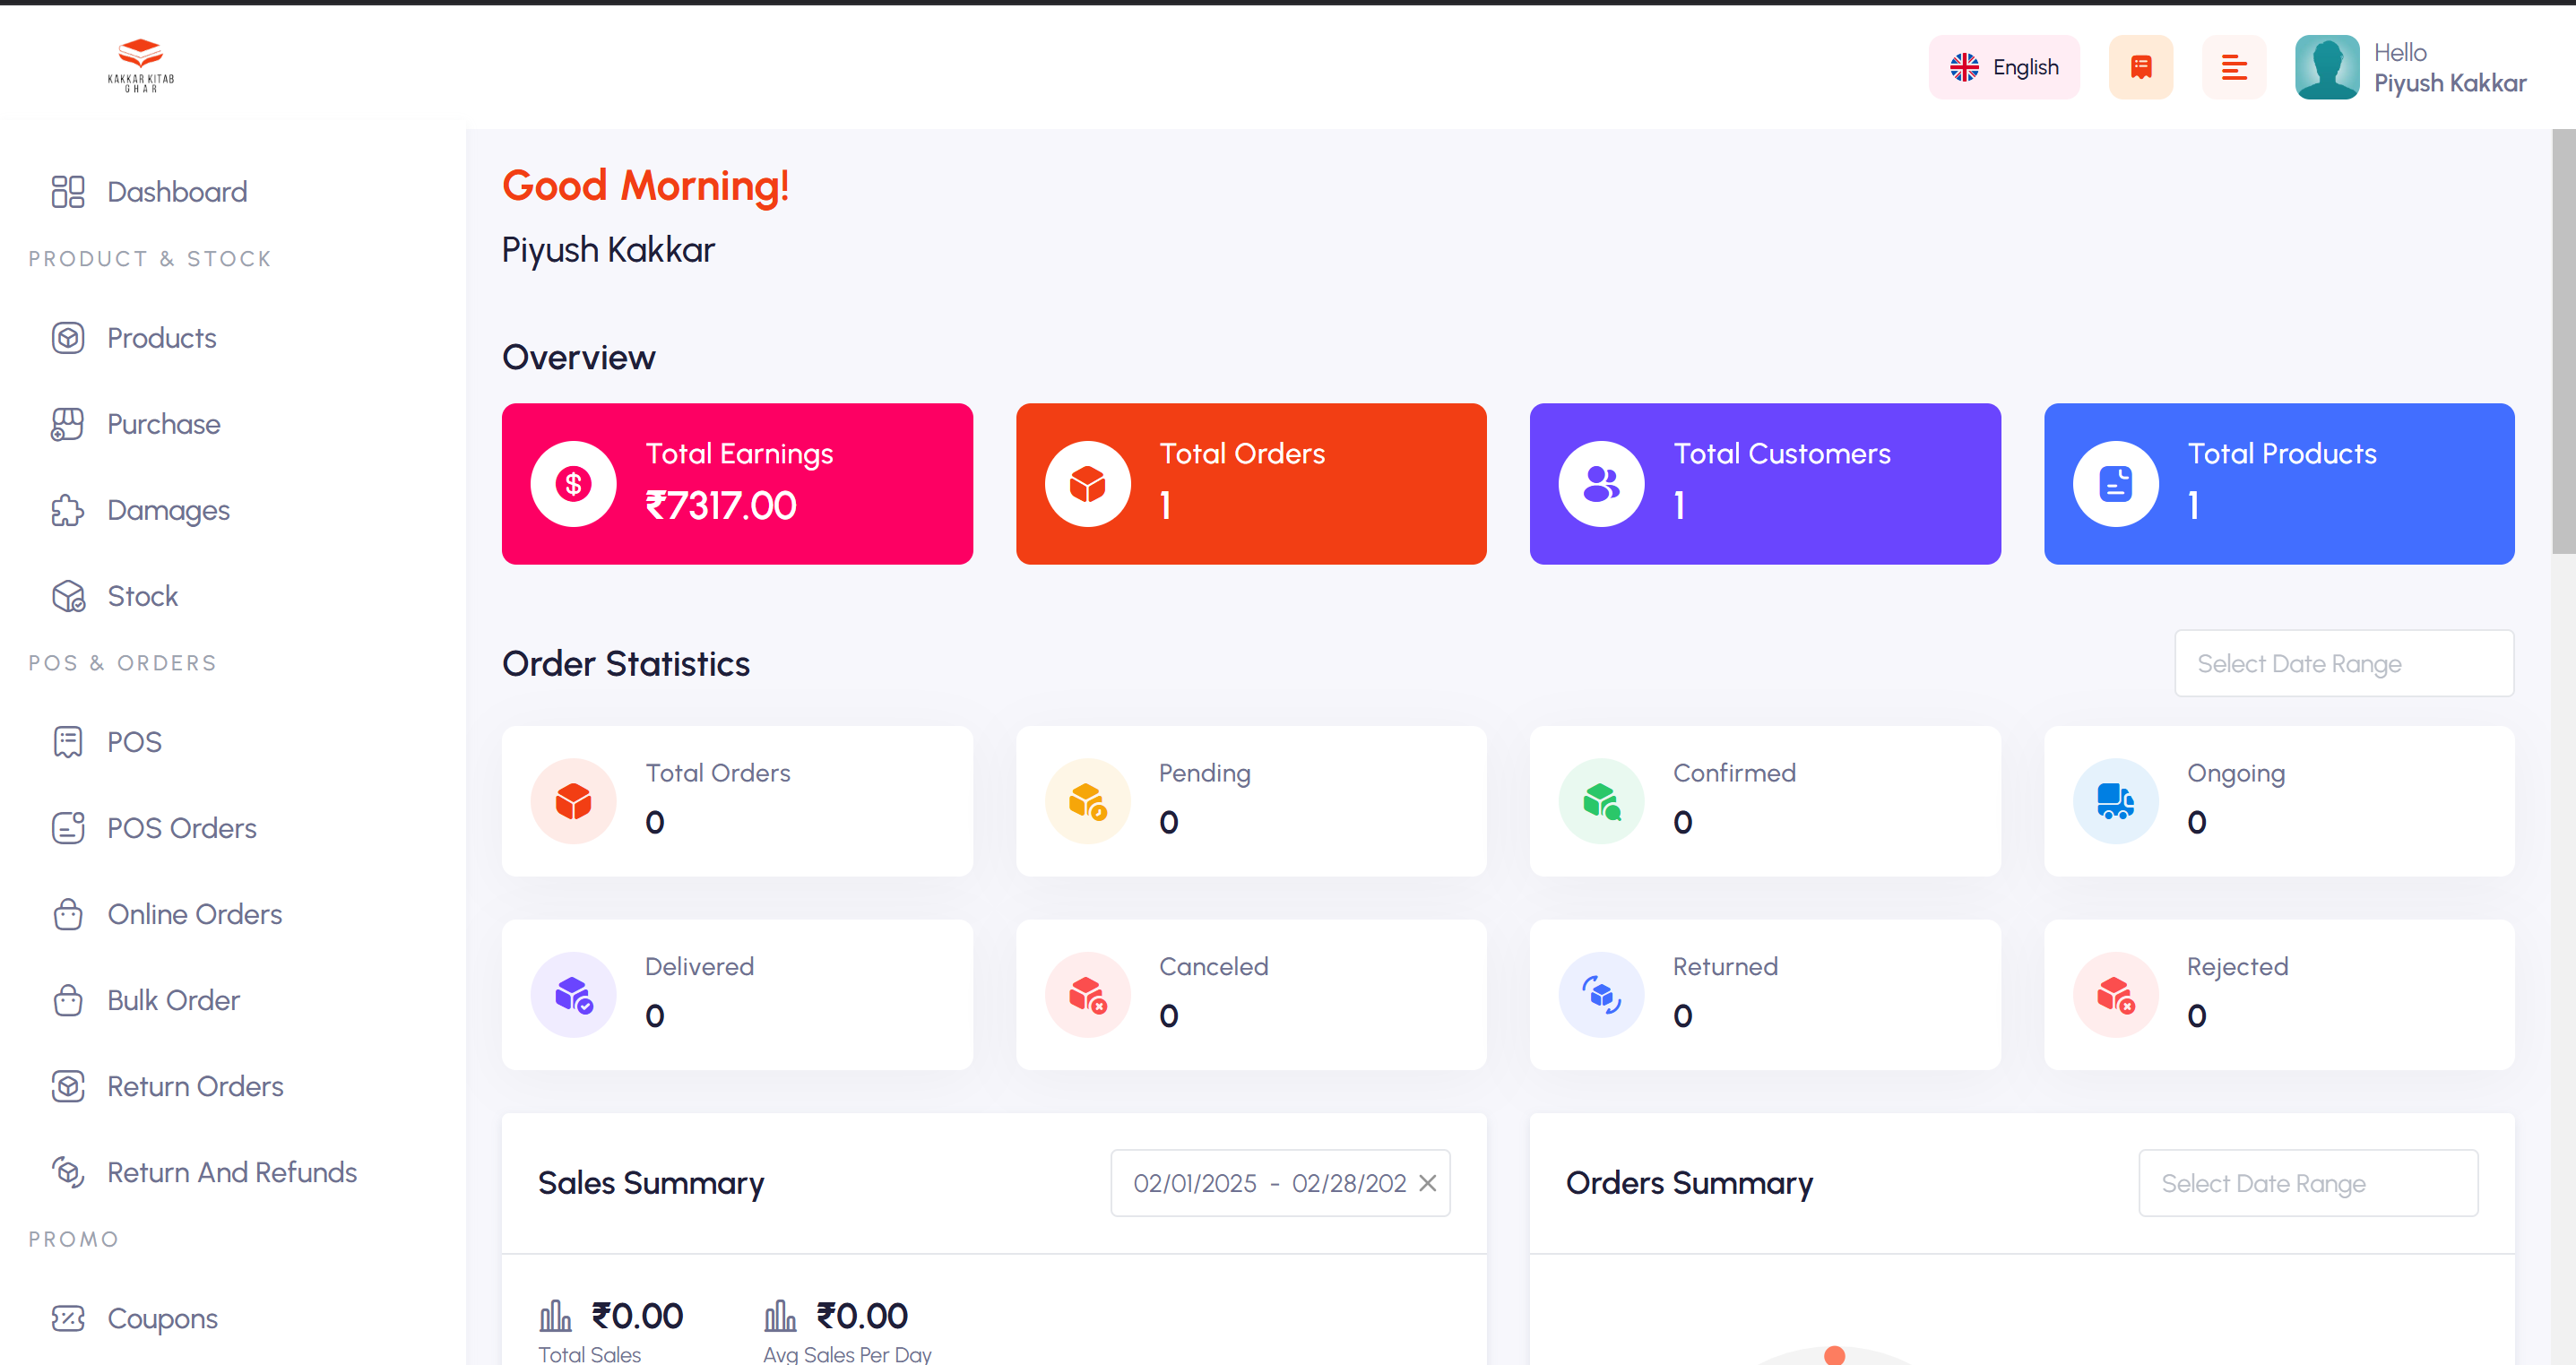 KAKKAR KITAB
GHAR
English
Hello
Piyush Kakkar
Dashboard
PRODUCT & STOCK
Products
Purchase
Damages
Stock
POS & ORDERS
POS
POS Orders
Online Orders
Bulk Order
Return Orders
Return And Refunds
PROMO
Coupons
Good Morning!
Piyush Kakkar
Overview
Total Earnings
₹7317.00
Total Orders
1
Total Customers
1
Total Products
1
Order Statistics
Select Date Range
Total Orders
0
Pending
0
Confirmed
0
Ongoing
0
Delivered
0
Canceled
0
Returned
0
Rejected
0
Sales Summary
02/01/2025 - 02/28/202
₹0.00
Total Sales
₹0.00
Avg Sales Per Day
Orders Summary
Select Date Range